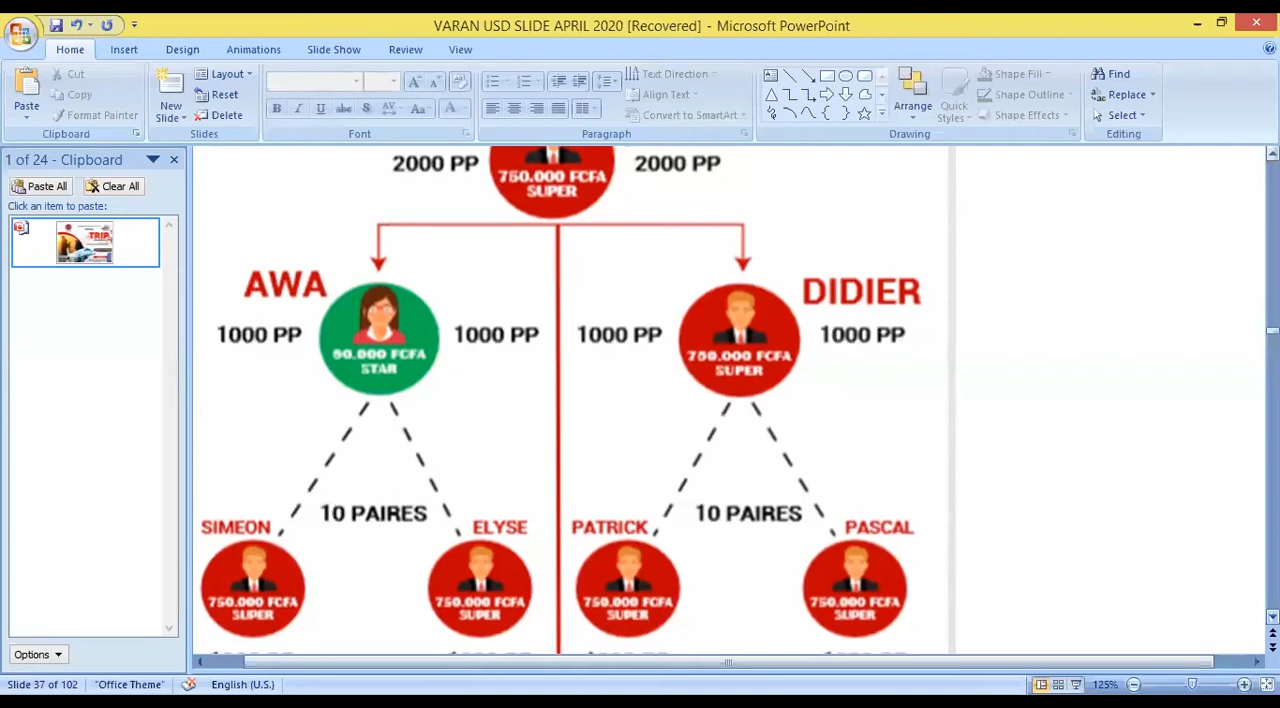 VARAN USD SLIDE APRIL 2020 [Recovered] - Microsoft PowerPoint
Home Insert Design Animations Slide Show Review View
Paste
Cut
Copy
Format Painter
Clipboard
New Slide
Layout
Reset
Delete
Slides
B I U abc S AV Aa A
Font
Text Direction
Align Text
Convert to SmartArt
Paragraph
Arrange
Quick Styles
Shape Fill
Shape Outline
Shape Effects
Drawing
Find
Replace
Select
Editing
1 of 24 - Clipboard
Paste All Clear All
Click an item to paste:
TRIP
2000 PP
750.000 FCFA
SUPER
2000 PP
AWA
1000 PP
50.000 FCFA
STAR
1000 PP
DIDIER
1000 PP
750.000 FCFA
SUPER
1000 PP
10 PAIRES
10 PAIRES
SIMEON
ELYSE
PATRICK
PASCAL
750.000 FCFA
SUPER
750.000 FCFA
SUPER
750.000 FCFA
SUPER
750.000 FCFA
SUPER
Options
Slide 37 of 102 "Office Theme" English (U.S.) 125%